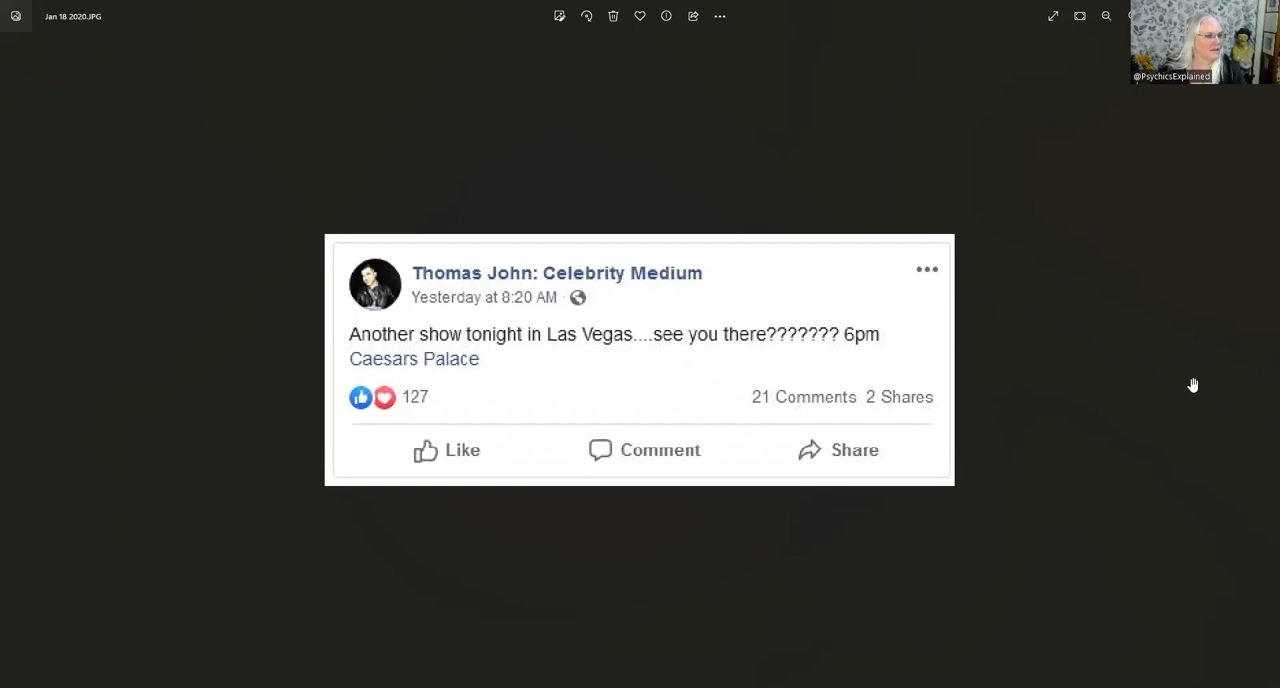 Jan 18 2020.JPG
@PsychicsExplained
Thomas John: Celebrity Medium
Yesterday at 8:20 AM ·
Another show tonight in Las Vegas....see you there??????? 6pm
Caesars Palace
127
21 Comments 2 Shares
Like Comment Share